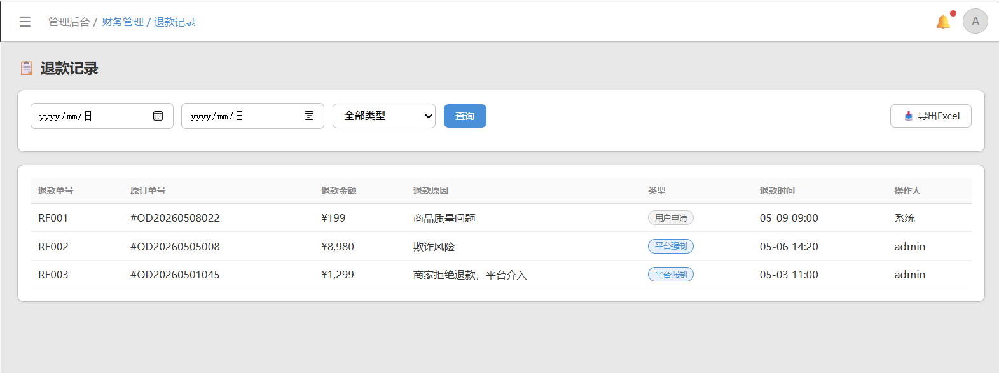 管理后台 / 财务管理 / 退款记录
A
退款记录
yyyy/mm/日
yyyy/mm/日
全部类型
查询
导出Excel
退款单号 原订单号 退款金额 退款原因 类型 退款时间 操作人
RF001 #OD20260508022 ¥199 商品质量问题 用户申请 05-09 09:00 系统
RF002 #OD20260505008 ¥8,980 欺诈风险 平台强制 05-06 14:20 admin
RF003 #OD20260501045 ¥1,299 商家拒绝退款，平台介入 平台强制 05-03 11:00 admin